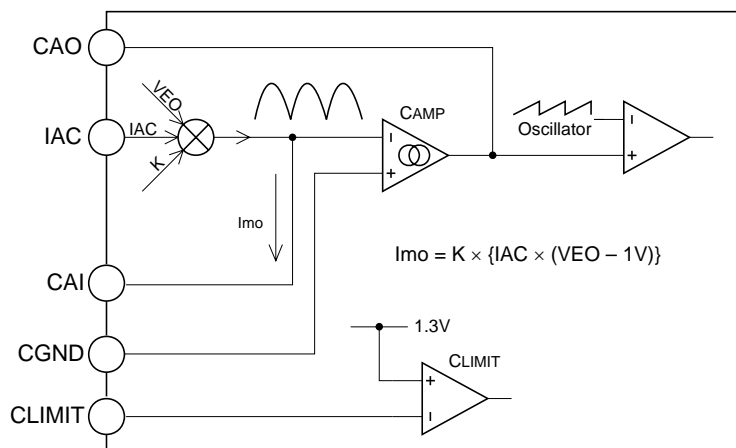 CAO
VEO
IAC
IAC
K
CAMP
Oscillator
Imo
Imo = K × {IAC × (VEO – 1V)}
CAI
1.3V
CGND
CLIMIT
CLIMIT